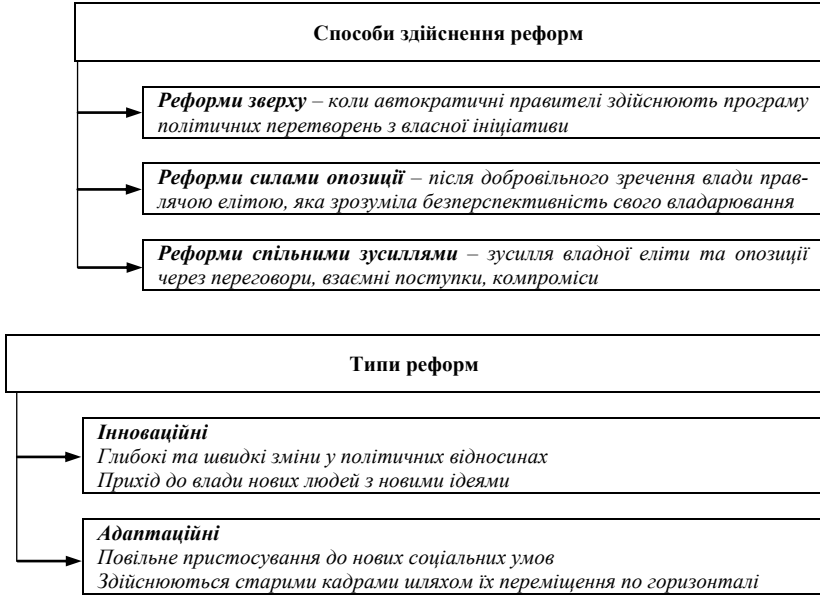 Способи здійснення реформ
Реформи зверху – коли автократичні правителі здійснюють програму
політичних перетворень з власної ініціативи
Реформи силами опозиції – після добровільного зречення влади прав-
лячою елітою, яка зрозуміла безперспективність свого владарювання
Реформи спільними зусиллями – зусилля владної еліти та опозиції
через переговори, взаємні поступки, компроміси
Типи реформ
Інноваційні
Глибокі та швидкі зміни у політичних відносинах
Прихід до влади нових людей з новими ідеями
Адаптаційні
Повільне пристосування до нових соціальних умов
Здійснюються старими кадрами шляхом їх переміщення по горизонталі